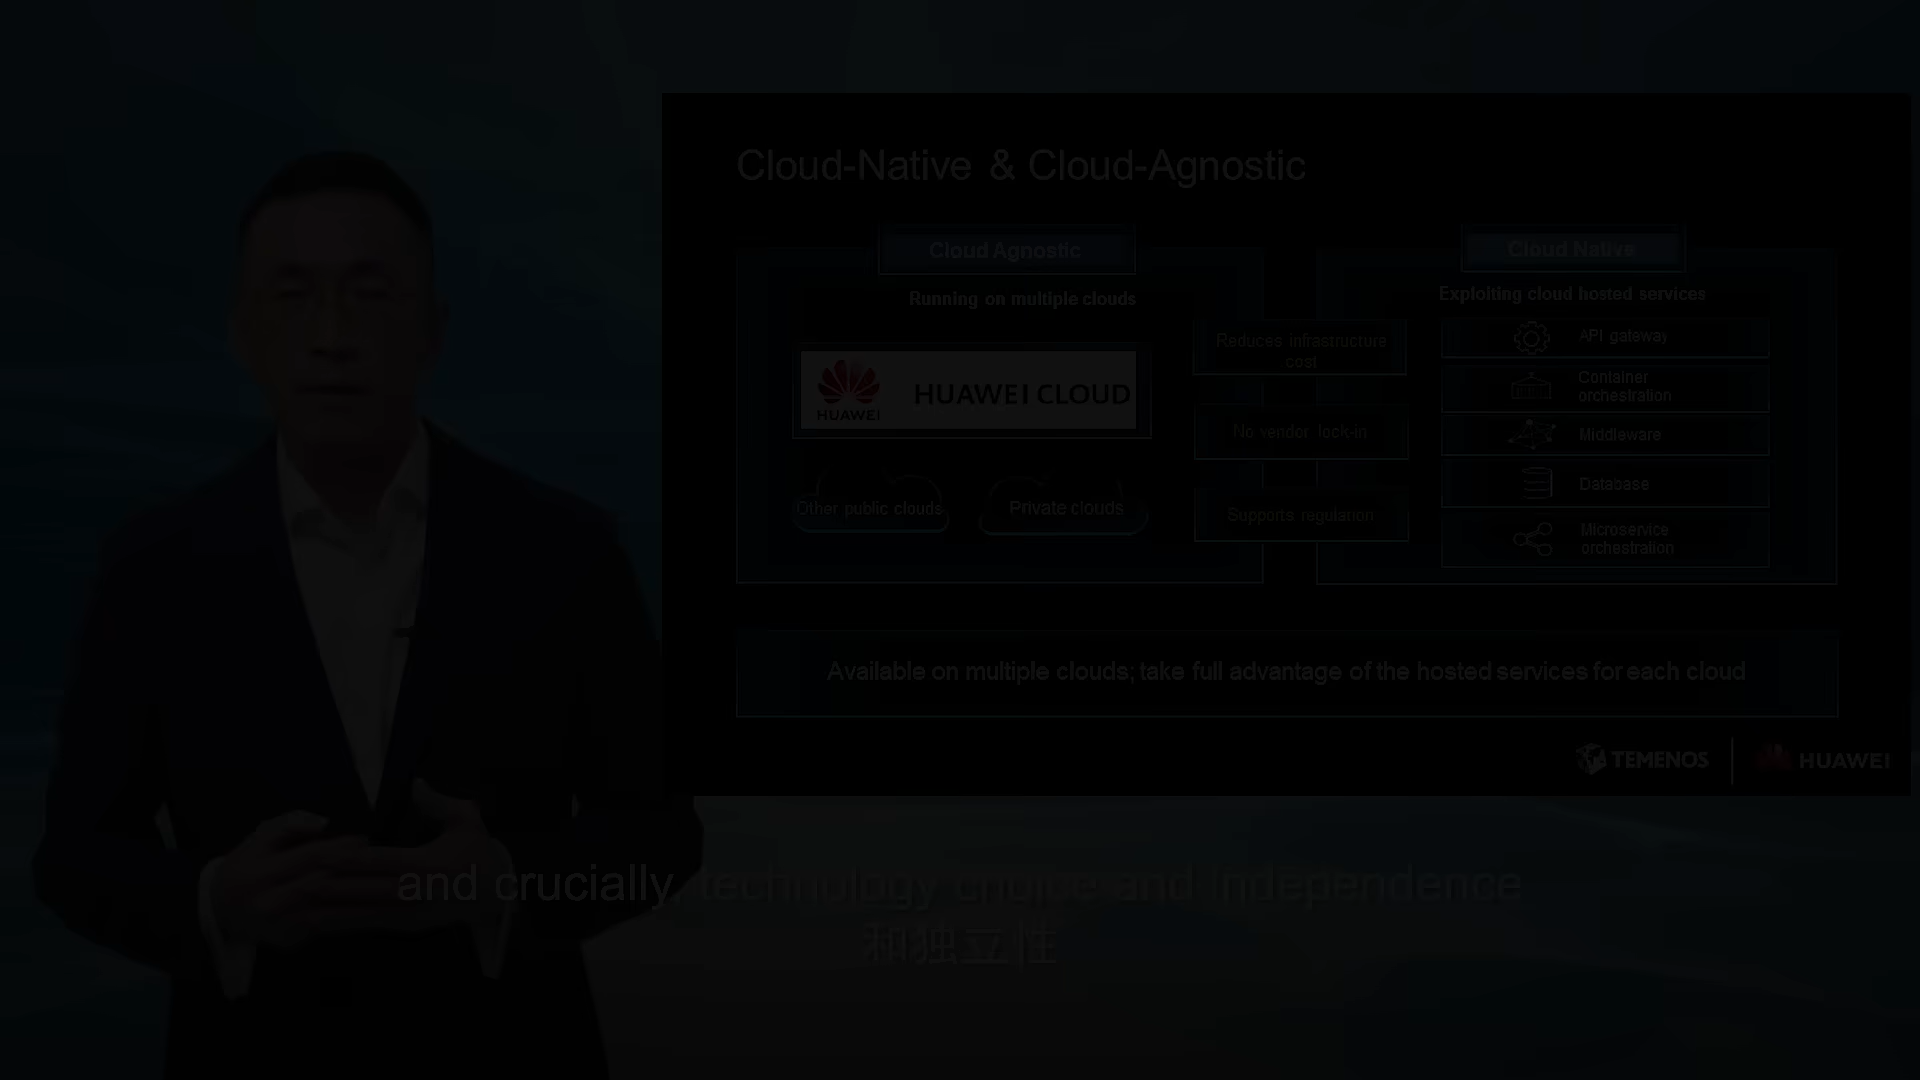 Cloud-Native & Cloud-Agnostic
Cloud Agnostic
Running on multiple clouds
HUAWEI
HUAWEI CLOUD
Other public clouds
Private clouds
Reduces infrastructure
cost
No vendor lock-in
Supports regulation
Cloud Native
Exploiting cloud hosted services
API gateway
Container
orchestration
Middleware
Database
Microservice
orchestration
Available on multiple clouds; take full advantage of the hosted services for each cloud
TEMENOS
HUAWEI
and crucially, technology choice and independence
和独立性